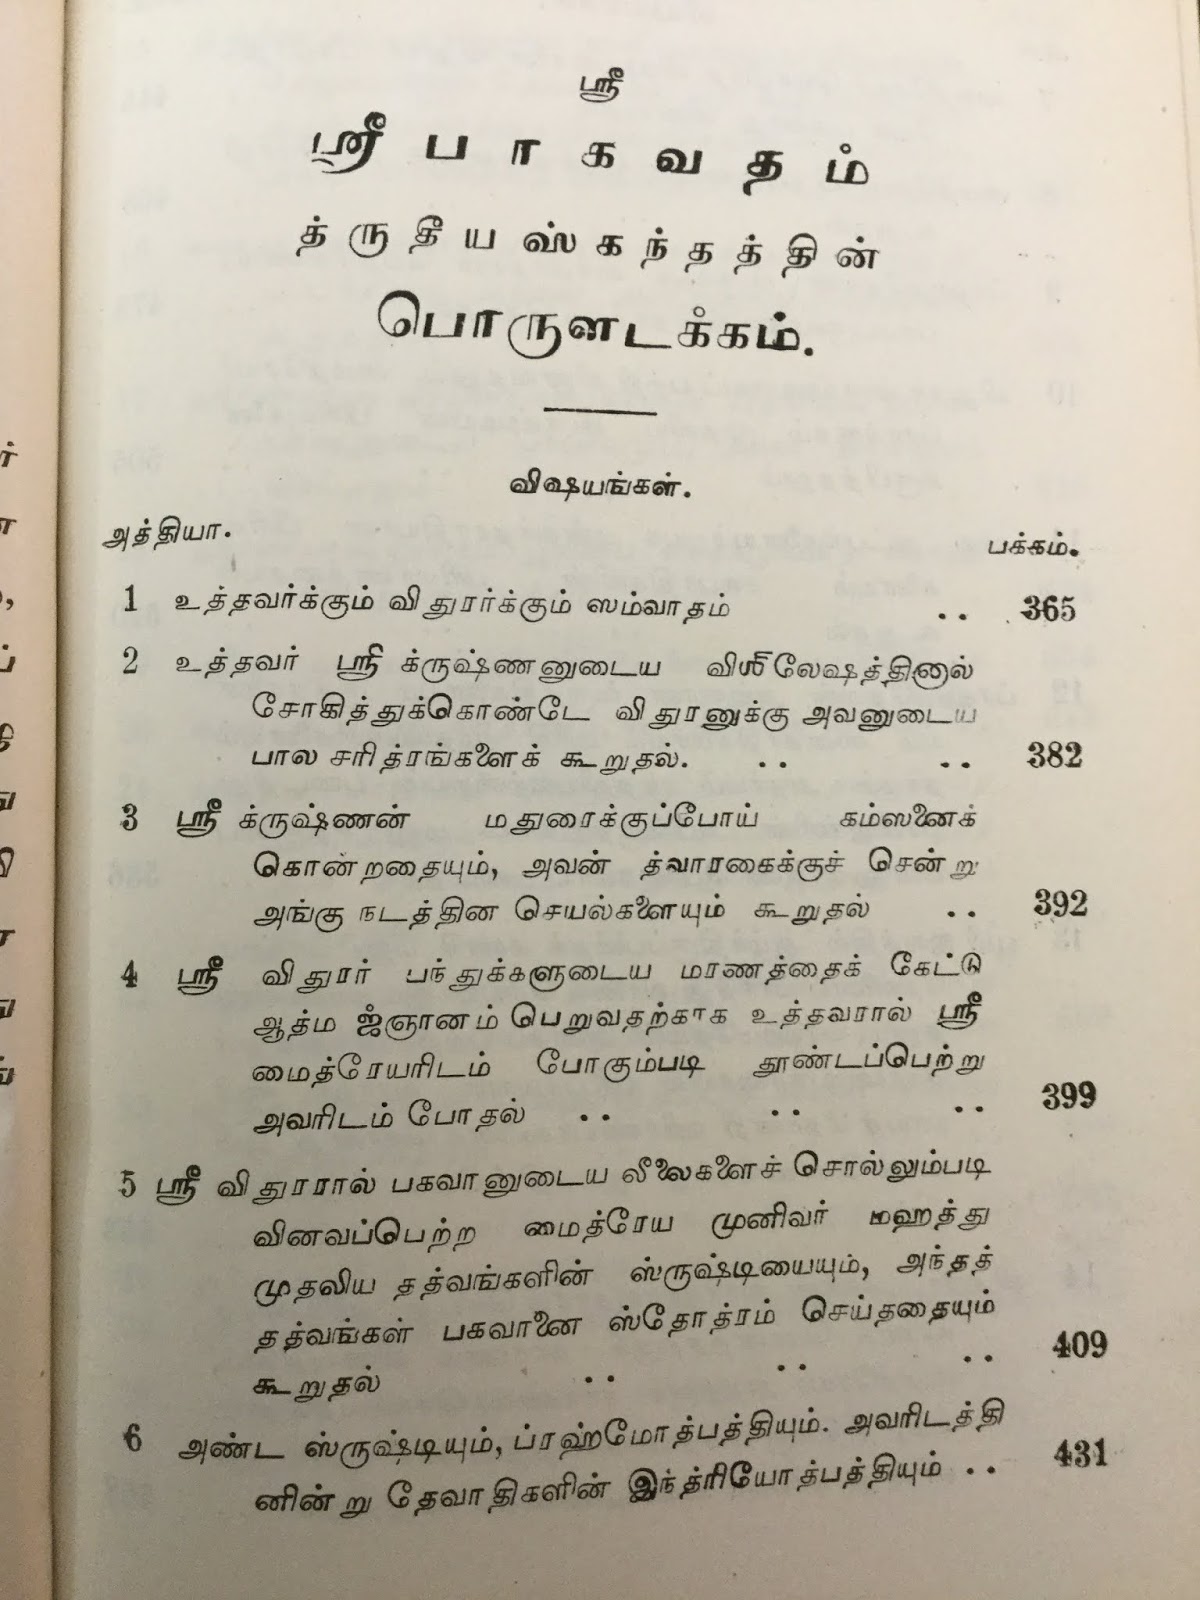 ஸ்ரீ
ஸ்ரீ பாகவதம்
த்ருதீயஸ்கந்தத்தின்
பொருளடக்கம்.
விஷயங்கள்.
அத்தியா.
பக்கம்.
1 உத்தவர்க்கும் விதுரர்க்கும் ஸம்வாதம் .. 365
2 உத்தவர் ஸ்ரீ க்ருஷ்ணனுடைய விஶ்லேஷத்தினால்
சோகித்துக்கொண்டே விதுரனுக்கு அவனுடைய
பால சரித்ரங்களைக் கூறுதல். .. .. 382
3 ஸ்ரீ க்ருஷ்ணன் மதுரைக்குப்போய் கம்ஸனைக்
கொன்றதையும், அவன் த்வாரகைக்குச் சென்று
அங்கு நடத்தின செயல்களையும் கூறுதல் .. 392
4 ஸ்ரீ விதுரர் பந்துக்களுடைய மரணத்தைக் கேட்டு
ஆத்ம ஜ்ஞானம் பெறுவதற்காக உத்தவரால் ஸ்ரீ
மைத்ரேயரிடம் போகும்படி தூண்டப்பெற்று
அவரிடம் போதல் .. .. .. 399
5 ஸ்ரீ விதுரரால் பகவானுடைய லீலைகளைச் சொல்லும்படி
வினவப்பெற்ற மைத்ரேய முனிவர் மஹத்து
முதலிய தத்வங்களின் ஸ்ருஷ்டியையும், அந்தத்
தத்வங்கள் பகவானை ஸ்தோத்ரம் செய்ததையும்
கூறுதல் .. .. .. 409
6 அண்ட ஸ்ருஷ்டியும், ப்ரஹ்மோத்பத்தியும். அவரிடத்தி
னின்று தேவாதிகளின் இந்த்ரியோத்பத்தியும் .. 431